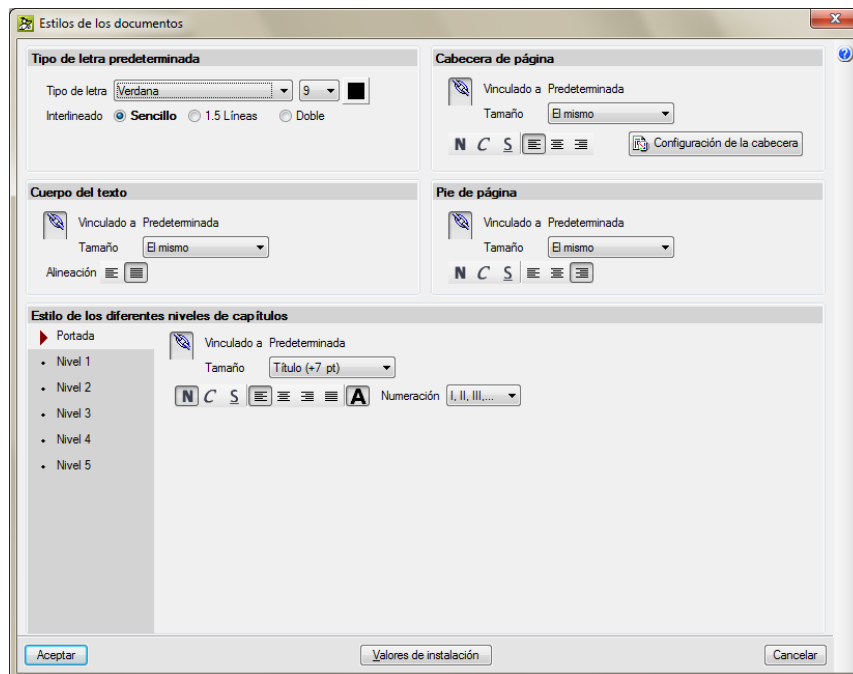 Estilos de los documentos
Tipo de letra predeterminada
Tipo de letra Verdana 9
Interlineado Sencillo 1.5 Líneas Doble
Cabecera de página
Vinculado a Predeterminada
Tamaño El mismo
N C S Configuración de la cabecera
Cuerpo del texto
Vinculado a Predeterminada
Tamaño El mismo
Alineación
Pie de página
Vinculado a Predeterminada
Tamaño El mismo
N C S
Estilo de los diferentes niveles de capítulos
Portada
Nivel 1
Nivel 2
Nivel 3
Nivel 4
Nivel 5
Vinculado a Predeterminada
Tamaño Título (+7 pt)
N C S A Numeración I, II, III,...
Aceptar Valores de instalación Cancelar